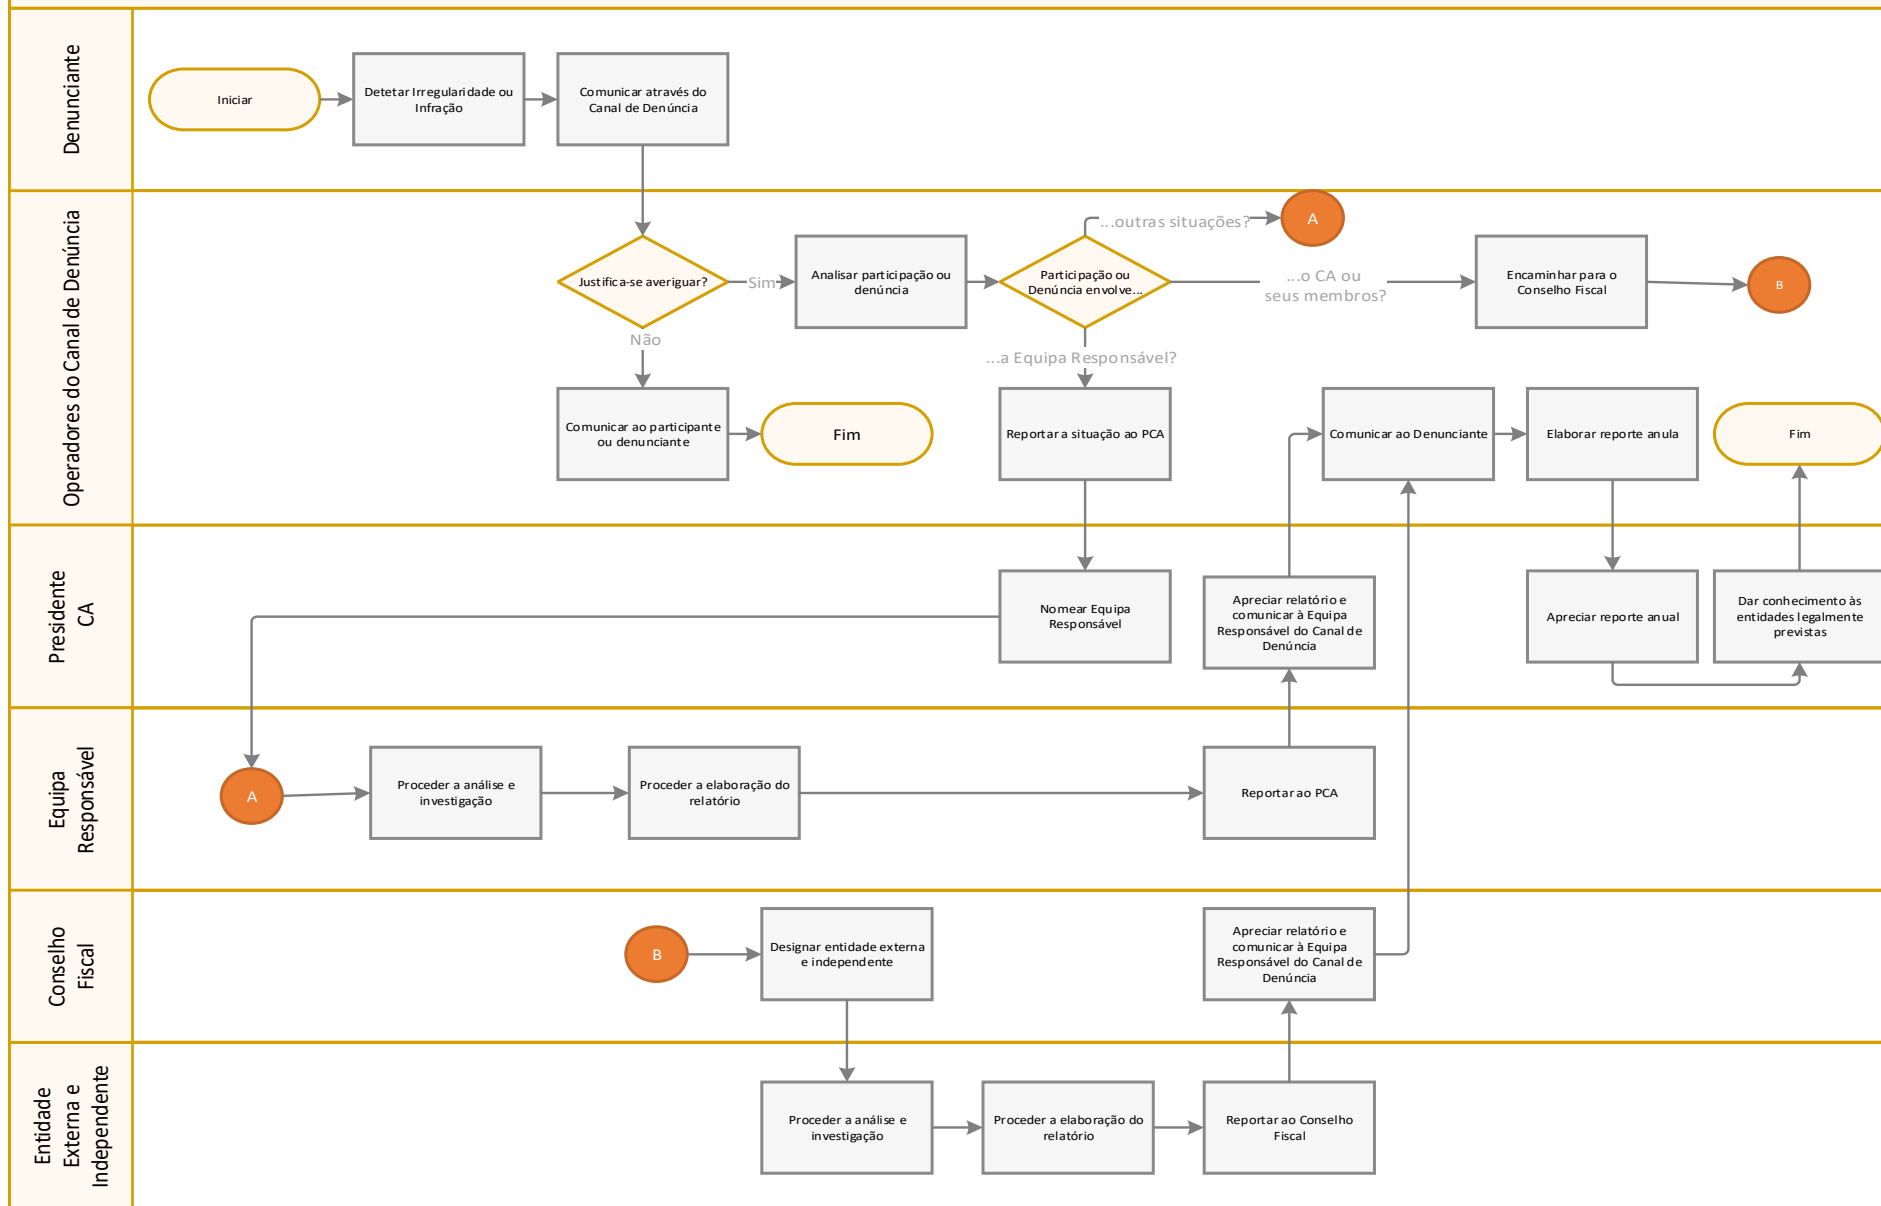 Denunciante
Iniciar
Detetar Irregularidade ou
Infração
Comunicar através do
Canal de Denúncia
Operadores do Canal de Denúncia
Justifica-se averiguar?
Sim
Analisar participação ou
denúncia
Participação ou
Denúncia envolve...
...outras situações?
A
...o CA ou
seus membros?
Encaminhar para o
Conselho Fiscal
B
Não
...a Equipa Responsável?
Comunicar ao participante
ou denunciante
Fim
Reportar a situação ao PCA
Comunicar ao Denunciante
Elaborar reporte anula
Fim
Presidente
CA
Nomear Equipa
Responsável
Apreciar relatório e
comunicar à Equipa
Responsável do Canal de
Denúncia
Apreciar reporte anual
Dar conhecimento às
entidades legalmente
previstas
Equipa
Responsável
A
Proceder a análise e
investigação
Proceder a elaboração do
relatório
Reportar ao PCA
Conselho
Fiscal
B
Designar entidade externa
e independente
Apreciar relatório e
comunicar à Equipa
Responsável do Canal de
Denúncia
Entidade
Externa e
Independente
Proceder a análise e
investigação
Proceder a elaboração do
relatório
Reportar ao Conselho
Fiscal